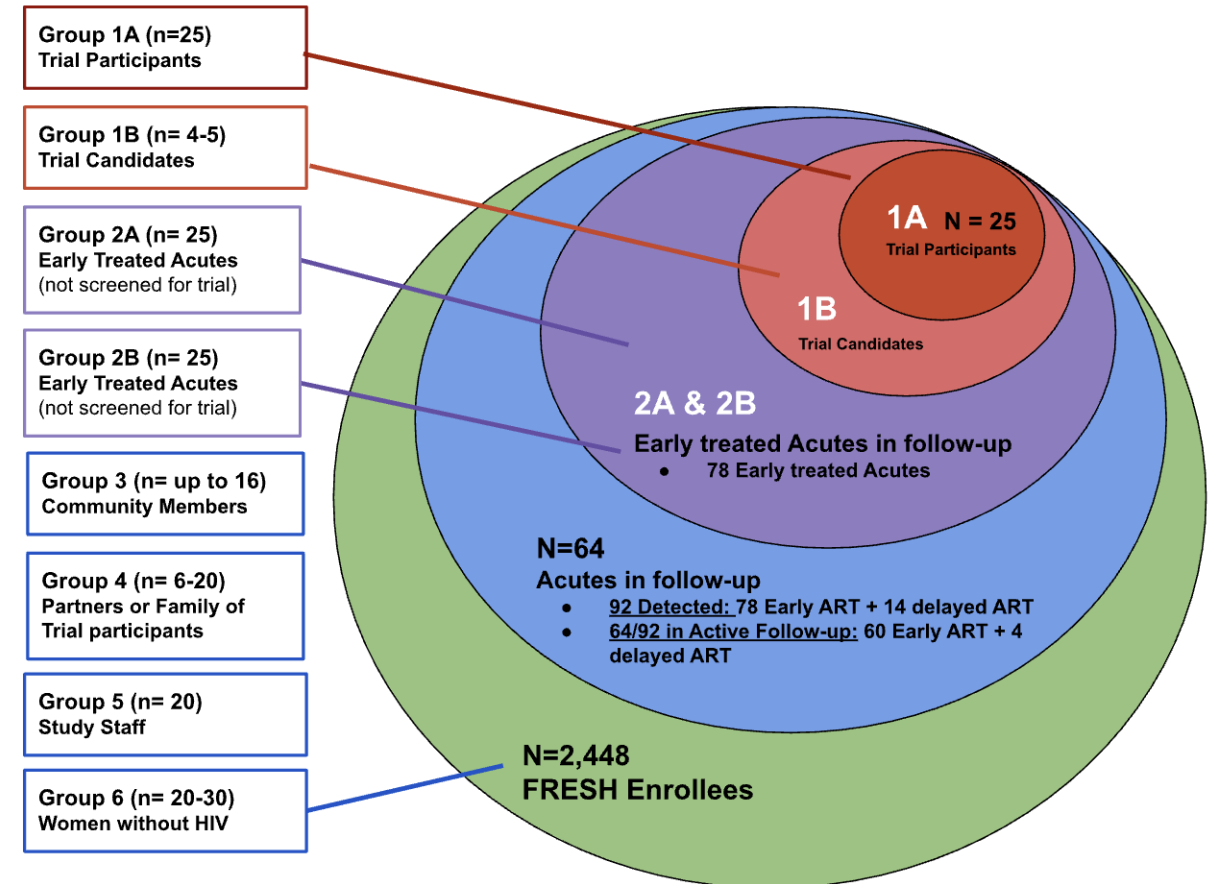 Group 1A (n=25)
Trial Participants
Group 1B (n= 4-5)
Trial Candidates
Group 2A (n= 25)
Early Treated Acutes
(not screened for trial)
Group 2B (n= 25)
Early Treated Acutes
(not screened for trial)
Group 3 (n= up to 16)
Community Members
Group 4 (n= 6-20)
Partners or Family of
Trial participants
Group 5 (n= 20)
Study Staff
Group 6 (n= 20-30)
Women without HIV
1A N = 25
Trial Participants
1B
Trial Candidates
2A & 2B
Early treated Acutes in follow-up
● 78 Early treated Acutes
N=64
Acutes in follow-up
● 92 Detected: 78 Early ART + 14 delayed ART
● 64/92 in Active Follow-up: 60 Early ART + 4
delayed ART
N=2,448
FRESH Enrollees